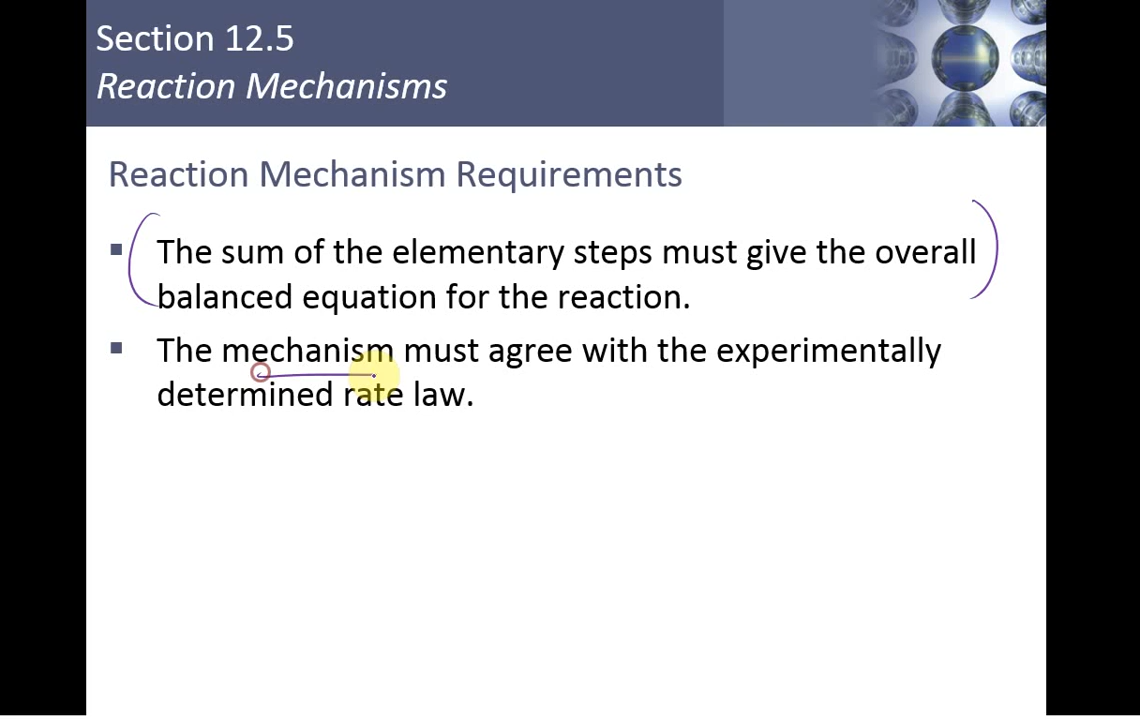 Section 12.5
Reaction Mechanisms
Reaction Mechanism Requirements
▪ The sum of the elementary steps must give the overall
balanced equation for the reaction.
▪ The mechanism must agree with the experimentally
determined rate law.